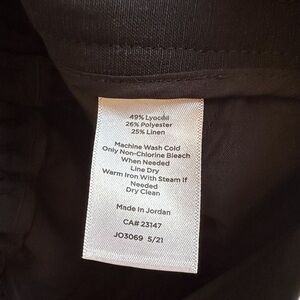 49% Lyocell
26% Polyester
25% Linen
Machine Wash Cold
Only Non-Chlorine Bleach
When Needed
Line Dry
Warm Iron With Steam If
Needed
Dry Clean
Made In Jordan
CA# 23147
JO3069 5/21